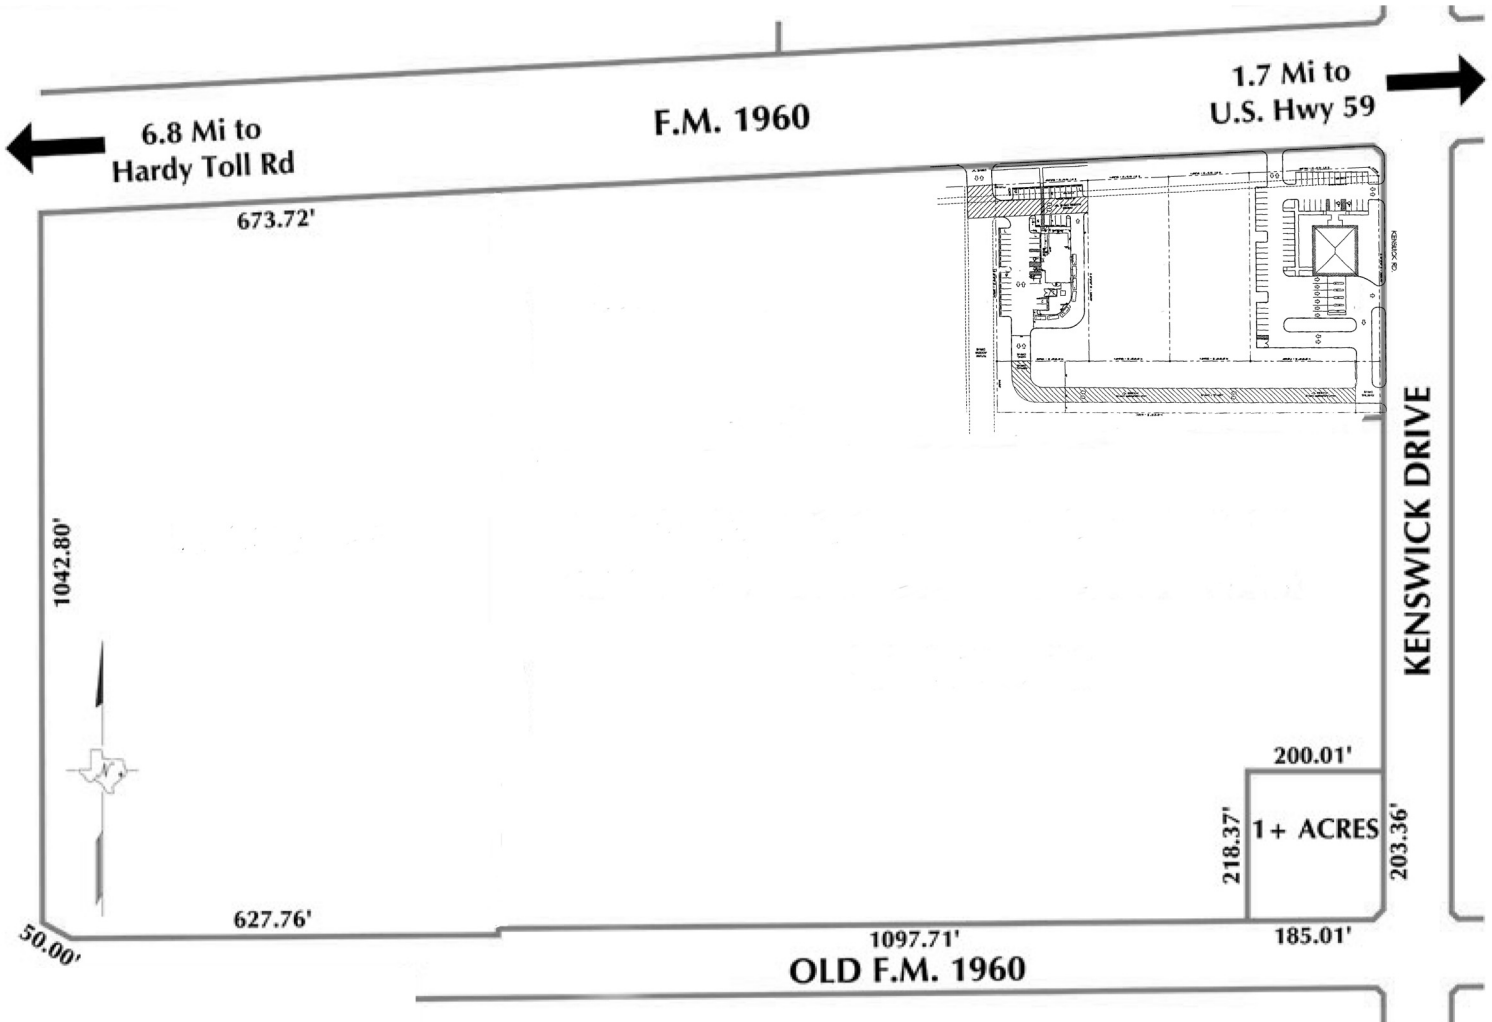 1.7 Mi to
U.S. Hwy 59
F.M. 1960
6.8 Mi to
Hardy Toll Rd
673.72'
KENSWICK RD.
KENSWICK DRIVE
1042.80'
200.01'
218.37'
1+ ACRES
203.36'
627.76'
50.00'
1097.71'
185.01'
OLD F.M. 1960